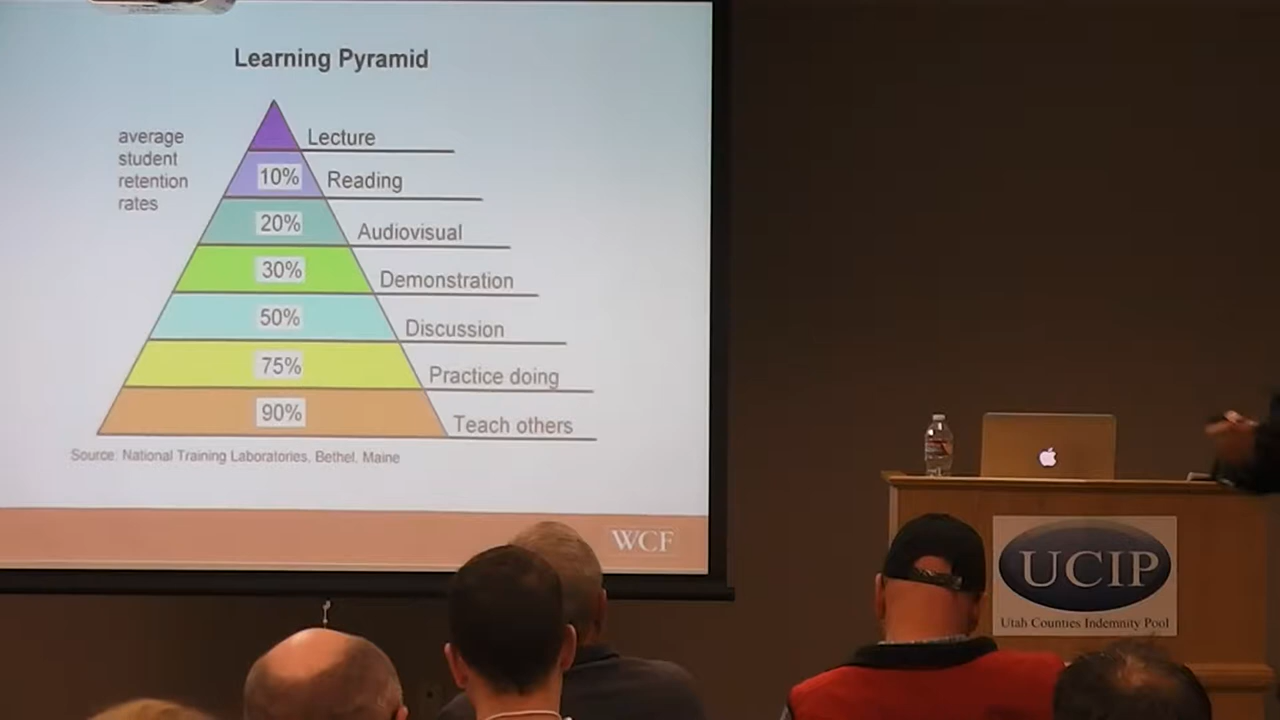 Learning Pyramid
average
student
retention
rates
Lecture
10% Reading
20% Audiovisual
30% Demonstration
50% Discussion
75% Practice doing
90% Teach others
Source: National Training Laboratories, Bethel, Maine
WCF
UCIP
Utah Counties Indemnity Pool